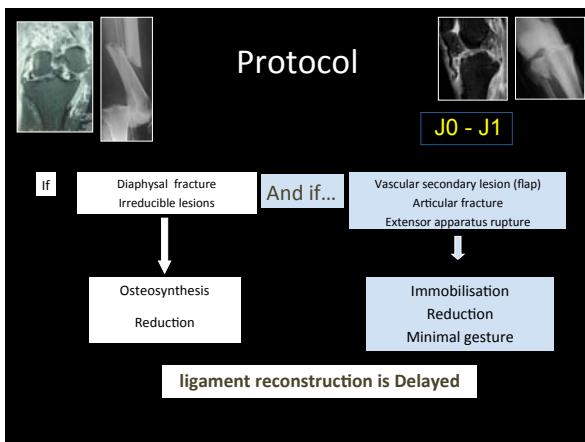 Protocol
J0 - J1
If
Diaphysal fracture
Irreducible lesions
And if…
Vascular secondary lesion (flap)
Articular fracture
Extensor apparatus rupture
Osteosynthesis
Reduction
Immobilisation
Reduction
Minimal gesture
ligament reconstruction is Delayed